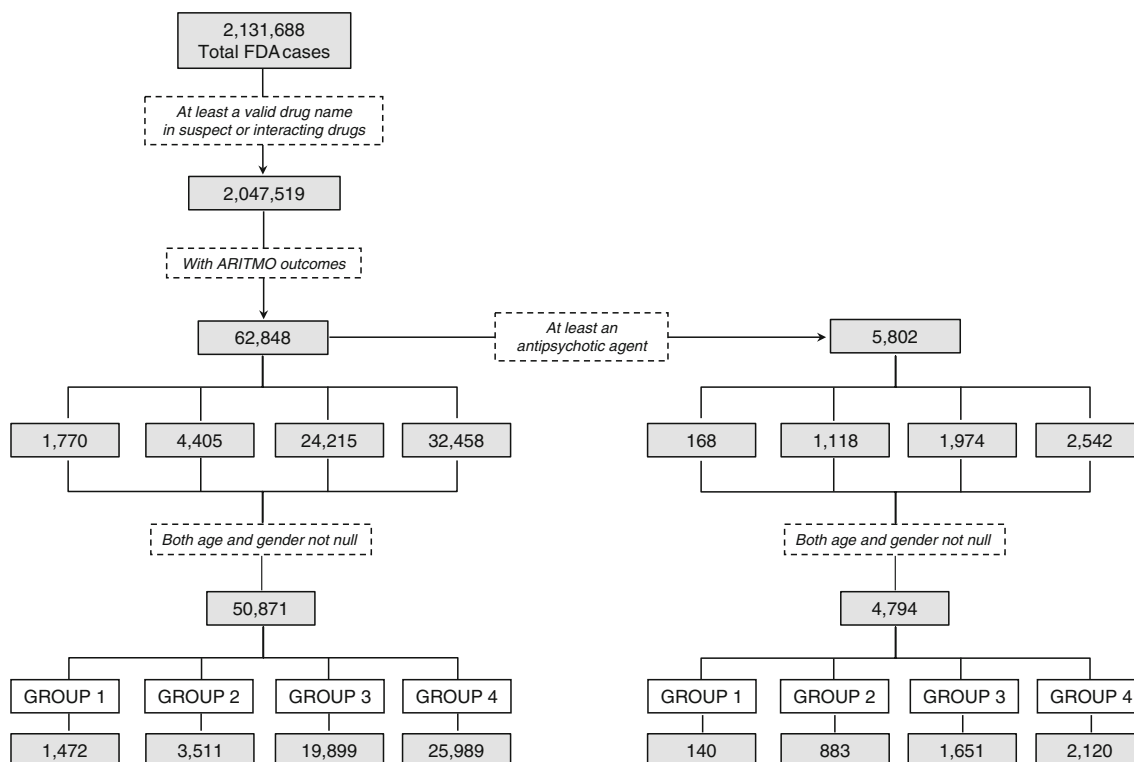 2,131,688
Total FDA cases
At least a valid drug name
in suspect or interacting drugs
2,047,519
With ARITMO outcomes
62,848
At least an
antipsychotic agent
5,802
1,770
4,405
24,215
32,458
168
1,118
1,974
2,542
Both age and gender not null
Both age and gender not null
50,871
4,794
GROUP 1
GROUP 2
GROUP 3
GROUP 4
GROUP 1
GROUP 2
GROUP 3
GROUP 4
1,472
3,511
19,899
25,989
140
883
1,651
2,120